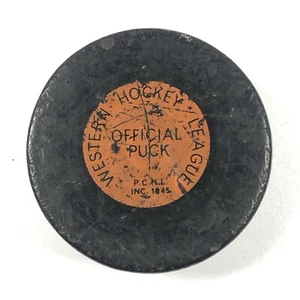 WESTERN HOCKEY LEAGUE
OFFICIAL
PUCK
P.C.H.L.
INC. 1945